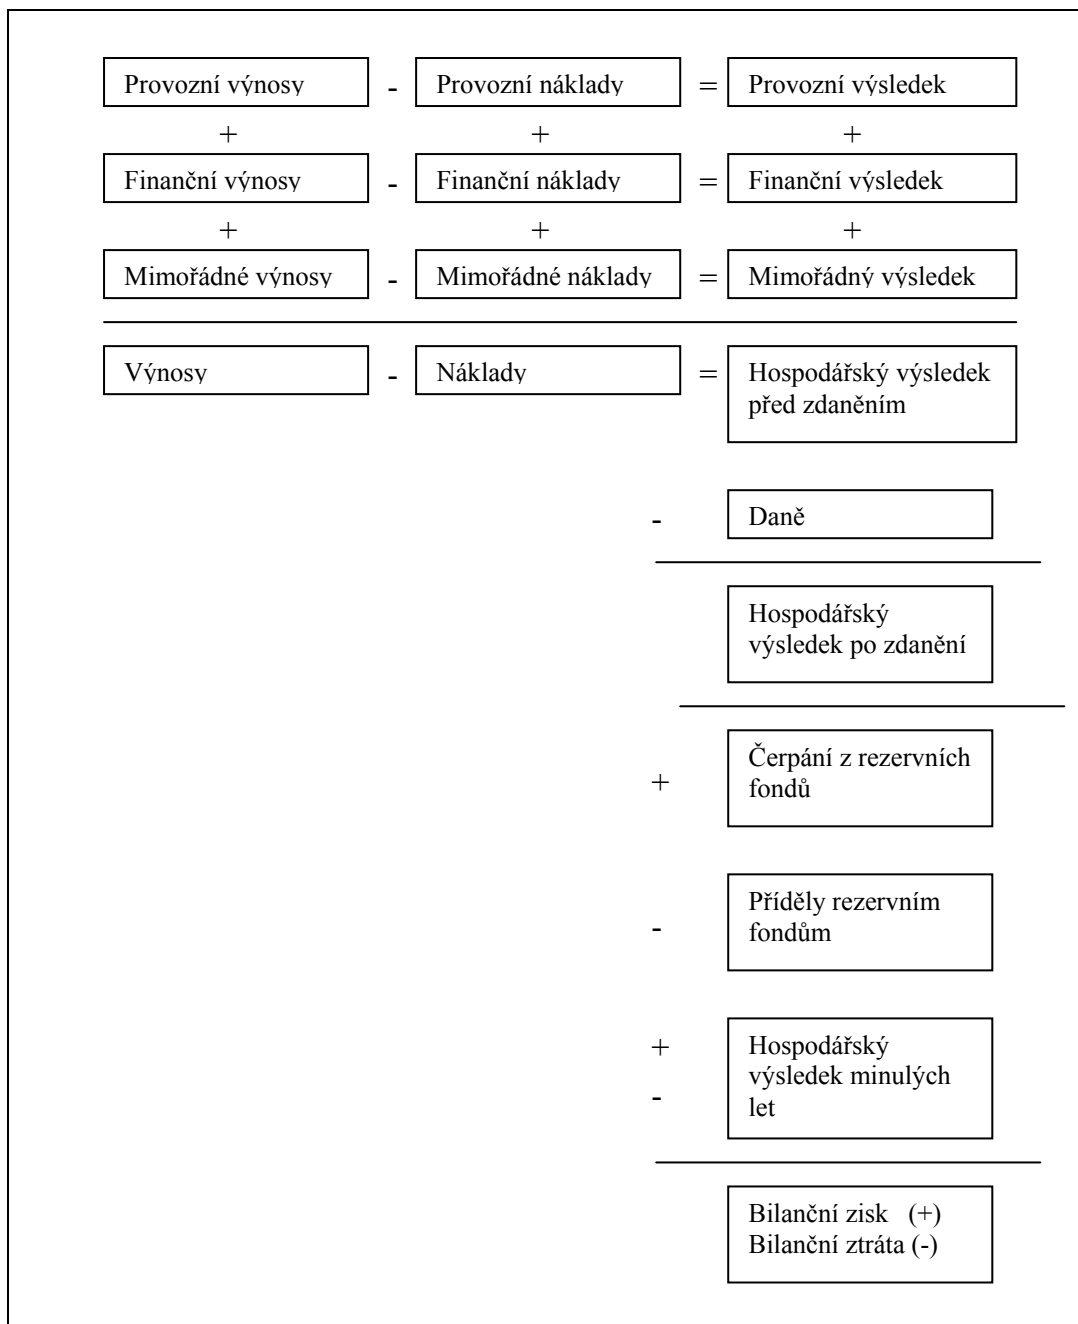 Provozní výnosy - Provozní náklady = Provozní výsledek
+ + +
Finanční výnosy - Finanční náklady = Finanční výsledek
+ + +
Mimořádné výnosy - Mimořádné náklady = Mimořádný výsledek
Výnosy - Náklady = Hospodářský výsledek
před zdaněním
- Daně
Hospodářský
výsledek po zdanění
+ Čerpání z rezervních
fondů
- Příděly rezervním
fondům
+ Hospodářský
- výsledek minulých
let
Bilanční zisk (+)
Bilanční ztráta (-)